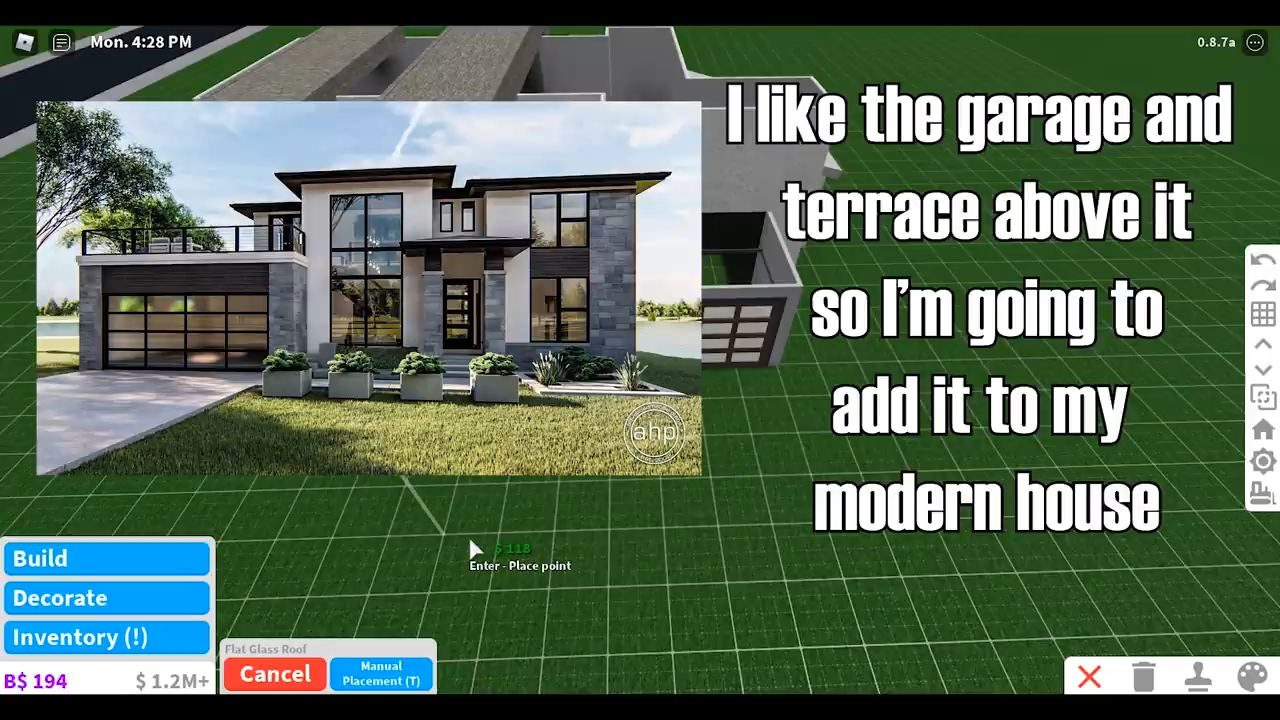 Mon. 4:28 PM
0.8.7a
I like the garage and
terrace above it
so I'm going to
add it to my
modern house
ahp
$ 118
Enter - Place point
Build
Decorate
Inventory (!)
B$ 194
$ 1.2M+
Flat Glass Roof
Cancel
Manual
Placement (T)